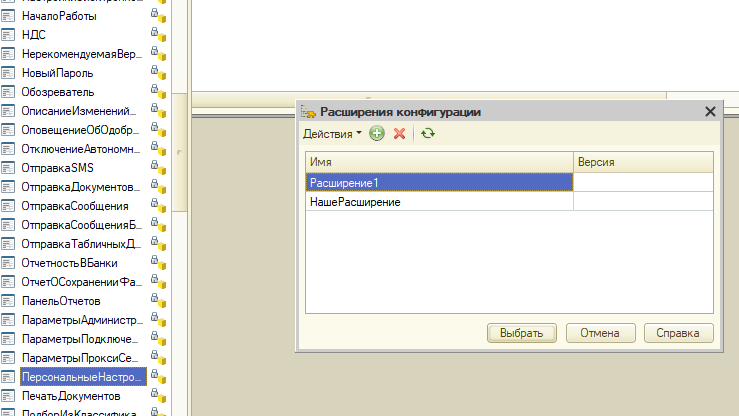 НачалоРаботы
НДС
НерекомендуемаяВер...
НовыйПароль
Обозреватель
ОписаниеИзменений...
ОповещениеОбОдобр...
ОтключениеАвтономн...
ОтправкаSMS
ОтправкаДокументов...
ОтправкаСообщения
ОтправкаСообщенияБ...
ОтправкаТабличныхД...
ОтчетностьВБанки
ОтчетОСохраненииФа...
ПанельОтчетов
ПараметрыАдминистр...
ПараметрыПодключе...
ПараметрыПроксиСе...
ПерсональныеНастро...
ПечатьДокументов
ПодборИзКлассифика...
Расширения конфигурации
Действия
Имя Версия
Расширение1
НашеРасширение
Выбрать Отмена Справка